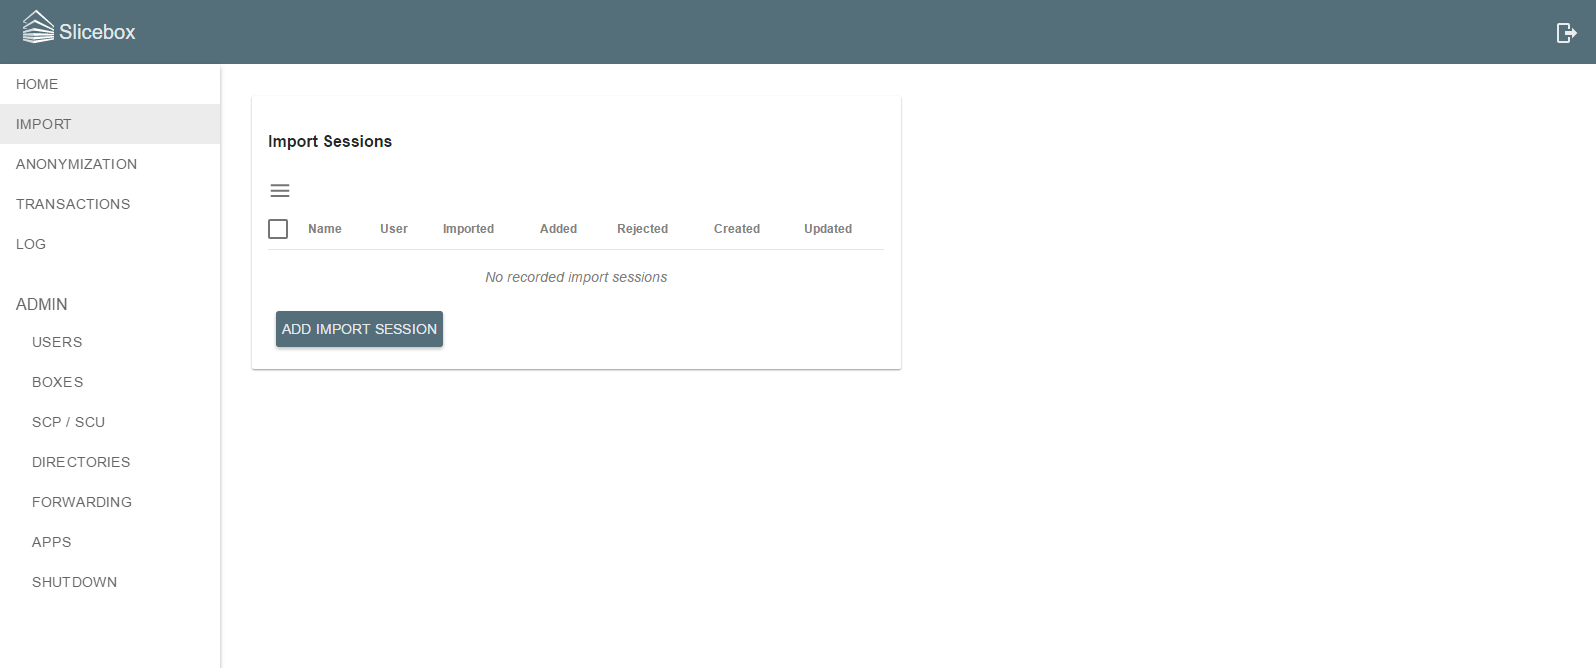 Slicebox
HOME
IMPORT
ANONYMIZATION
TRANSACTIONS
LOG
ADMIN
USERS
BOXES
SCP / SCU
DIRECTORIES
FORWARDING
APPS
SHUTDOWN
Import Sessions
Name User Imported Added Rejected Created Updated
No recorded import sessions
ADD IMPORT SESSION